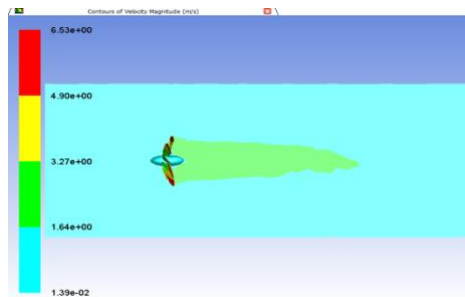 Contours of Velocity Magnitude (m/s)
6.53e+00
4.90e+00
3.27e+00
1.64e+00
1.39e-02